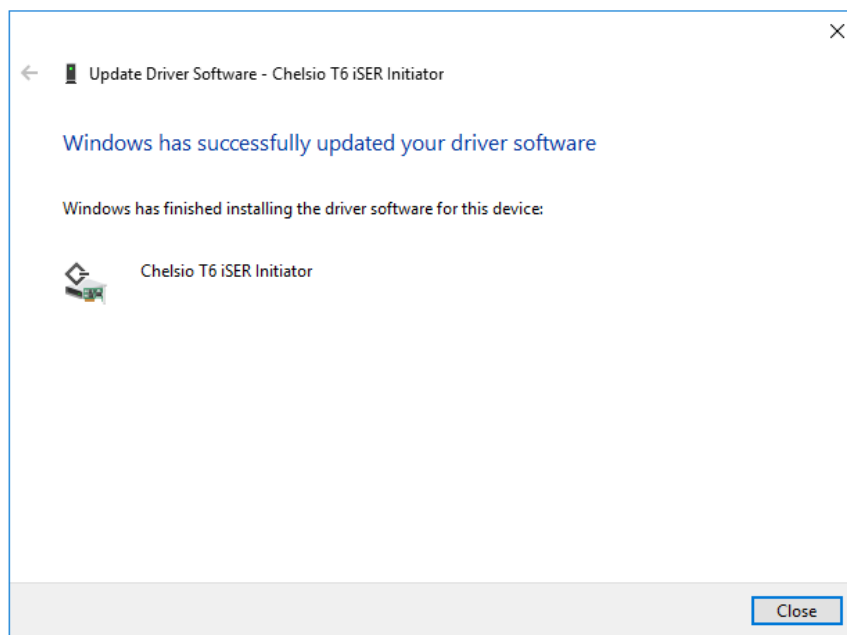 Update Driver Software - Chelsio T6 iSER Initiator
Windows has successfully updated your driver software
Windows has finished installing the driver software for this device:
Chelsio T6 iSER Initiator
Close